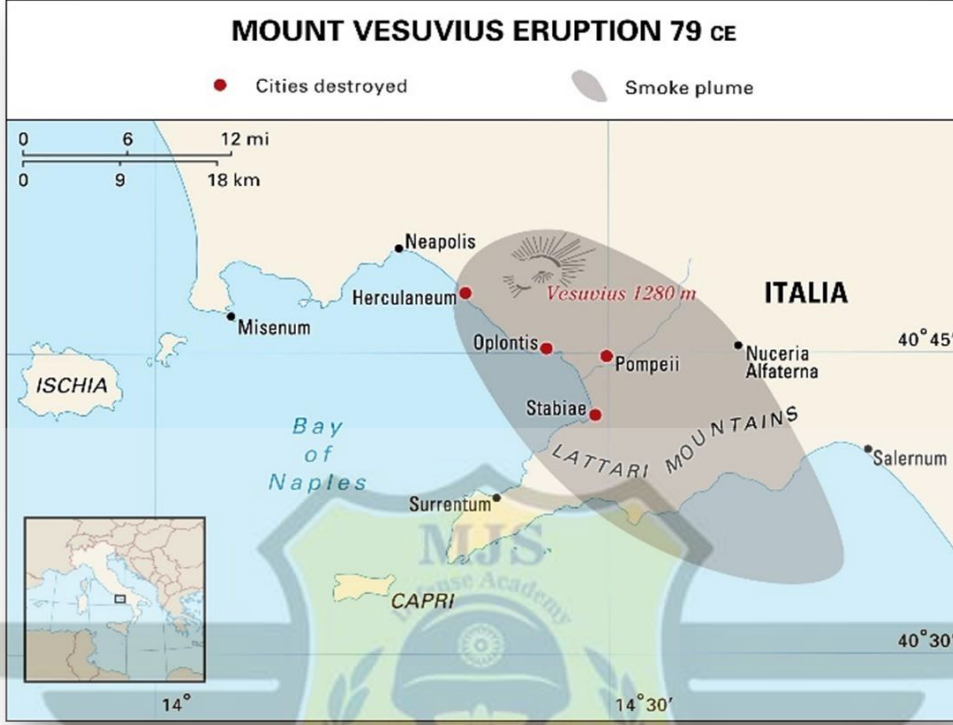 MOUNT VESUVIUS ERUPTION 79 CE
Cities destroyed
Smoke plume
0 6 12 mi
0 9 18 km
Neapolis
Herculaneum
Vesuvius 1280 m
ITALIA
Misenum
Oplontis
Pompeii
Nuceria
Alfaterna
40°45'
ISCHIA
Stabiae
Bay
of
Naples
LATTARI MOUNTAINS
Salernum
Surrentum
MJS
Defense Academy
CAPRI
40°30'
14°
14°30'